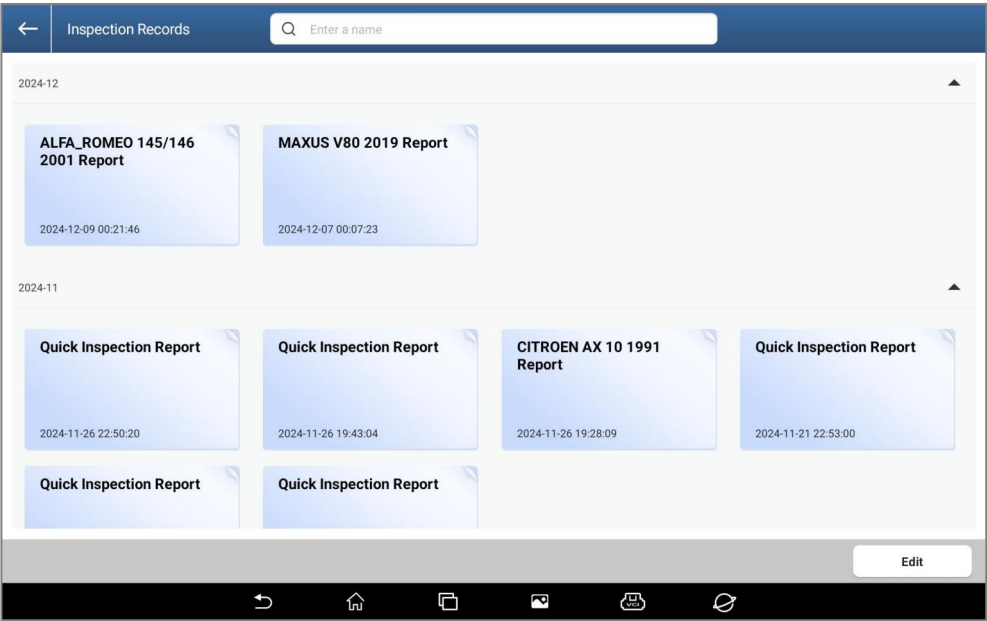 Inspection Records
Enter a name
2024-12
ALFA_ROMEO 145/146
2001 Report
2024-12-09 00:21:46
MAXUS V80 2019 Report
2024-12-07 00:07:23
2024-11
Quick Inspection Report
2024-11-26 22:50:20
Quick Inspection Report
2024-11-26 19:43:04
CITROEN AX 10 1991
Report
2024-11-26 19:28:09
Quick Inspection Report
2024-11-21 22:53:00
Quick Inspection Report
Quick Inspection Report
Edit
VCI